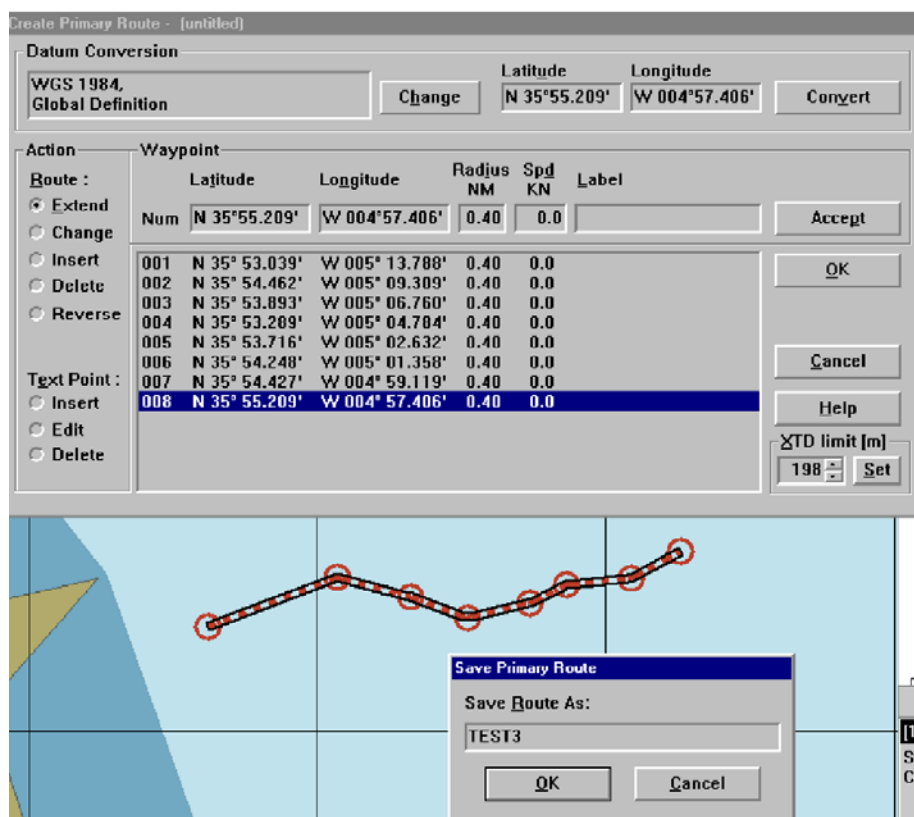 Create Primary Route - (untitled)
Datum Conversion
WGS 1984,
Global Definition
Change
Latitude
Longitude
N 35°55.209'
W 004°57.406'
Convert
Action
Route :
Extend
Change
Insert
Delete
Reverse
Text Point :
Insert
Edit
Delete
Waypoint
Latitude Longitude Radius NM Spd KN Label
Num N 35°55.209' W 004°57.406' 0.40 0.0
Accept
001 N 35° 53.039' W 005° 13.788' 0.40 0.0
002 N 35° 54.462' W 005° 09.309' 0.40 0.0
003 N 35° 53.893' W 005° 06.760' 0.40 0.0
004 N 35° 53.289' W 005° 04.784' 0.40 0.0
005 N 35° 53.716' W 005° 02.632' 0.40 0.0
006 N 35° 54.248' W 005° 01.358' 0.40 0.0
007 N 35° 54.427' W 004° 59.119' 0.40 0.0
008 N 35° 55.209' W 004° 57.406' 0.40 0.0
OK
Cancel
Help
XTD limit [m]
198 Set
Save Primary Route
Save Route As:
TEST3
OK Cancel